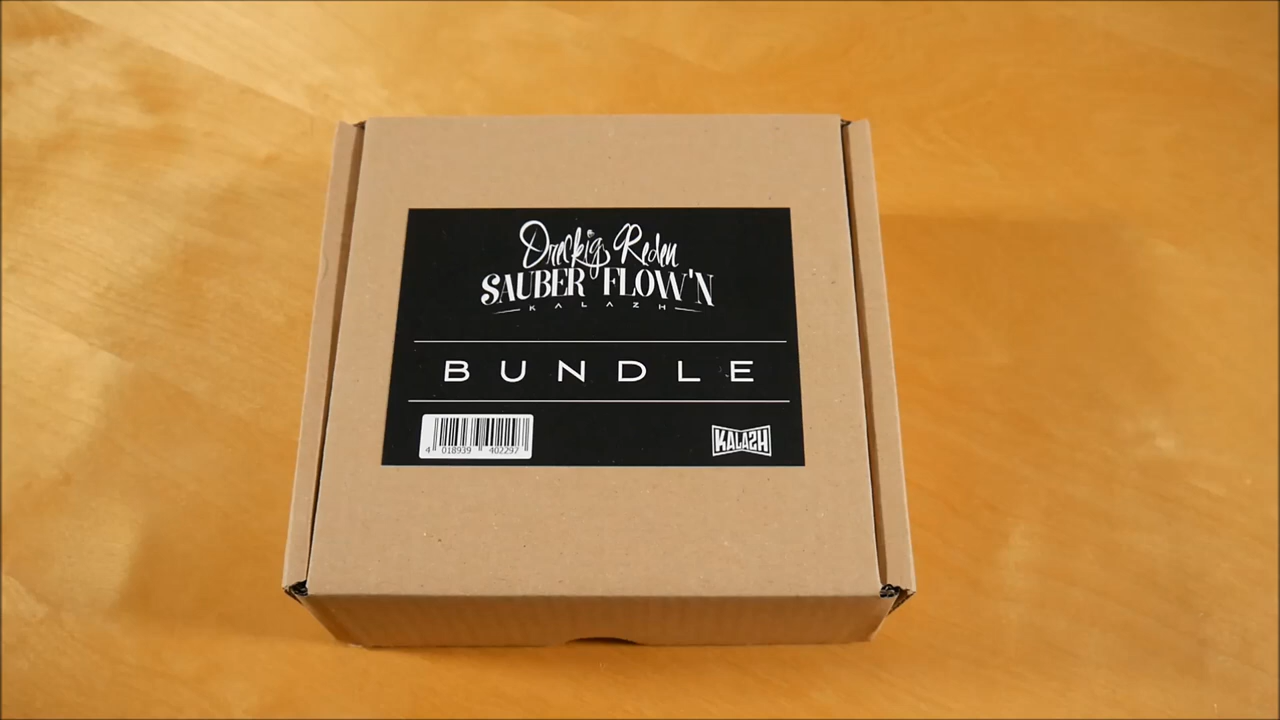 Dreckig Reden
SAUBER FLOW'N
KALAZH
BUNDLE
4 018939 402297
KALAZH